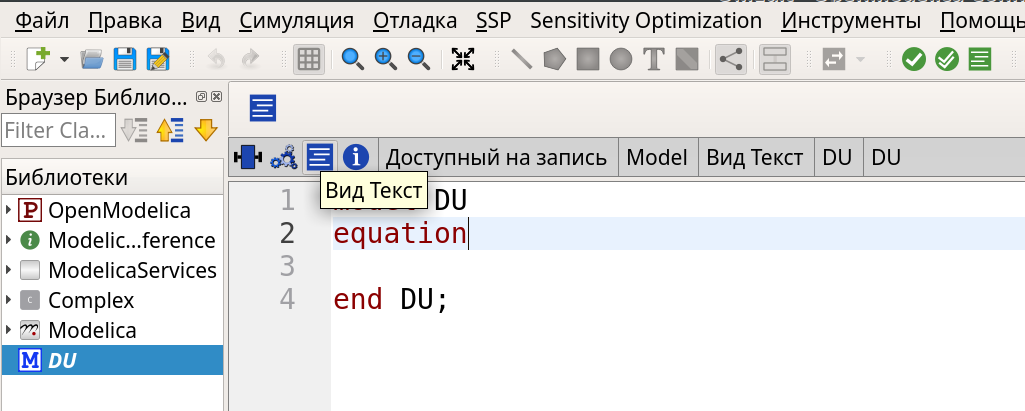 Файл Правка Вид Симуляция Отладка SSP Sensitivity Optimization Инструменты Помощь
Браузер Библио...
Filter Cla...
Доступный на запись Model Вид Текст DU DU
Библиотеки
Вид Текст
OpenModelica
Modelic...ference
ModelicaServices
Complex
Modelica
DU
1 DU
2 equation
3
4 end DU;